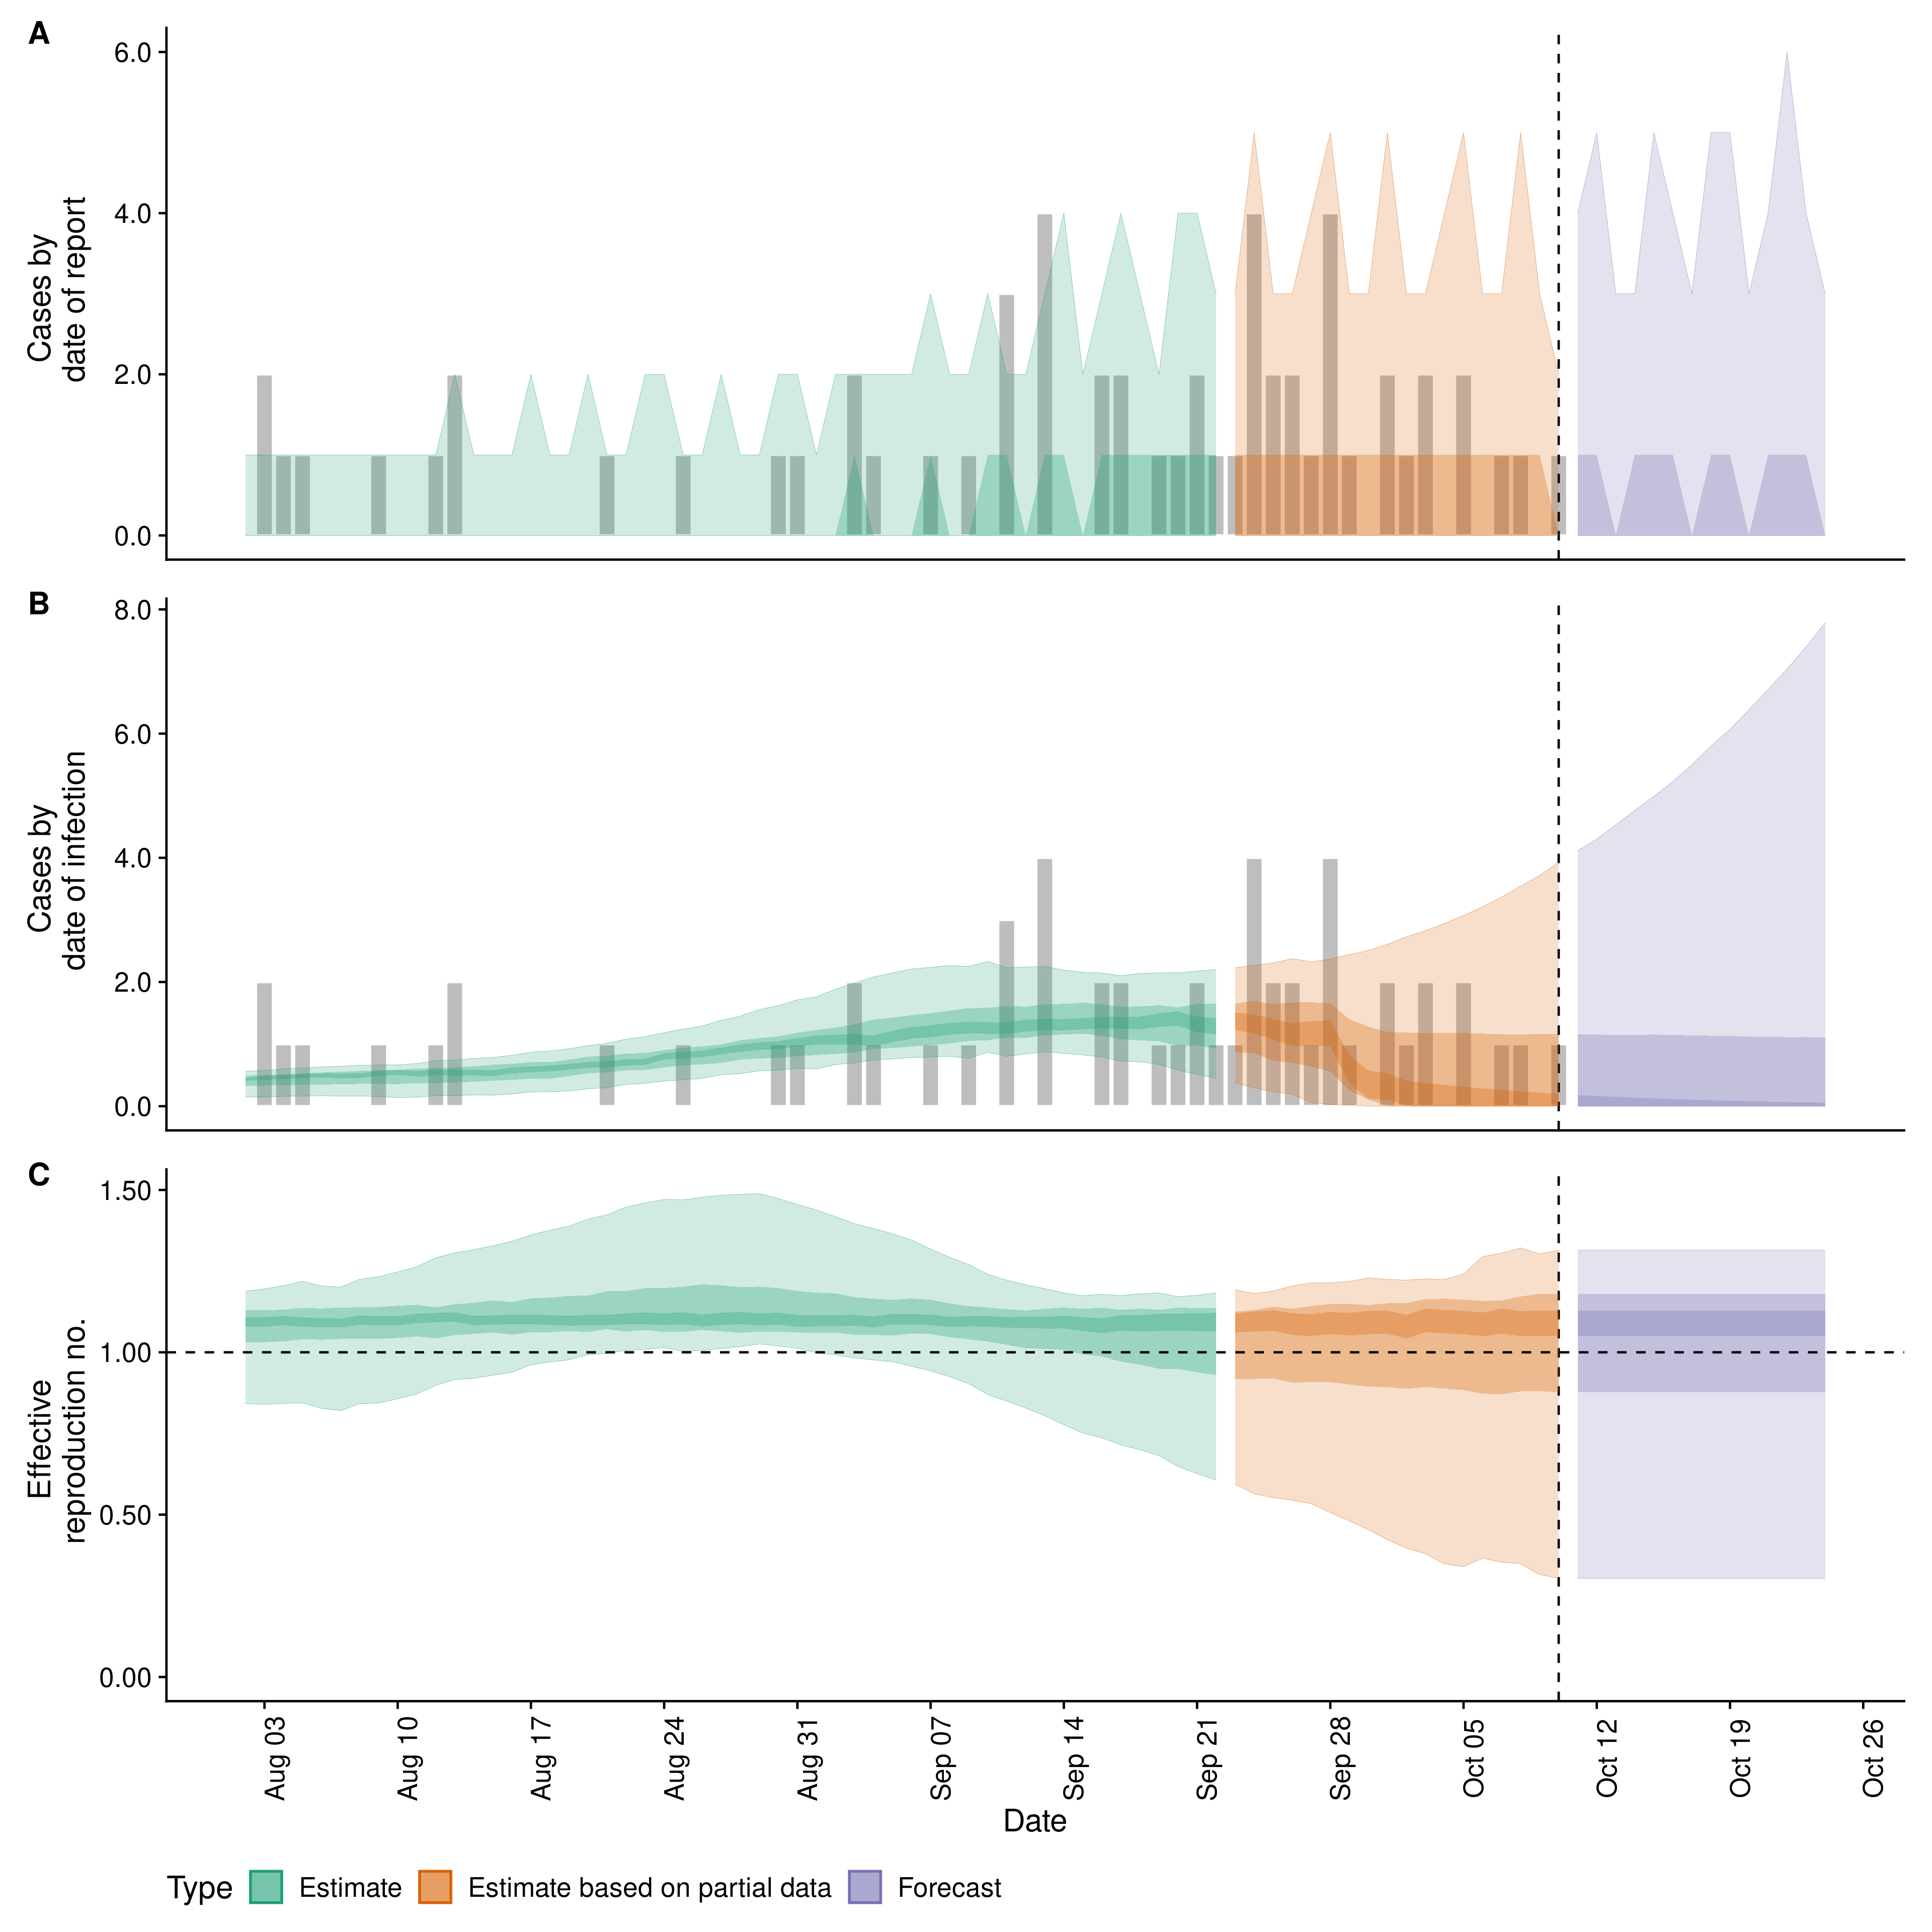 A
6.0
4.0
2.0
0.0
Cases by
date of report
B
8.0
6.0
4.0
2.0
0.0
Cases by
date of infection
C
1.50
1.00
0.50
0.00
Effective
reproduction no.
Aug 03
Aug 10
Aug 17
Aug 24
Aug 31
Sep 07
Sep 14
Sep 21
Sep 28
Oct 05
Oct 12
Oct 19
Oct 26
Date
Type Estimate Estimate based on partial data Forecast